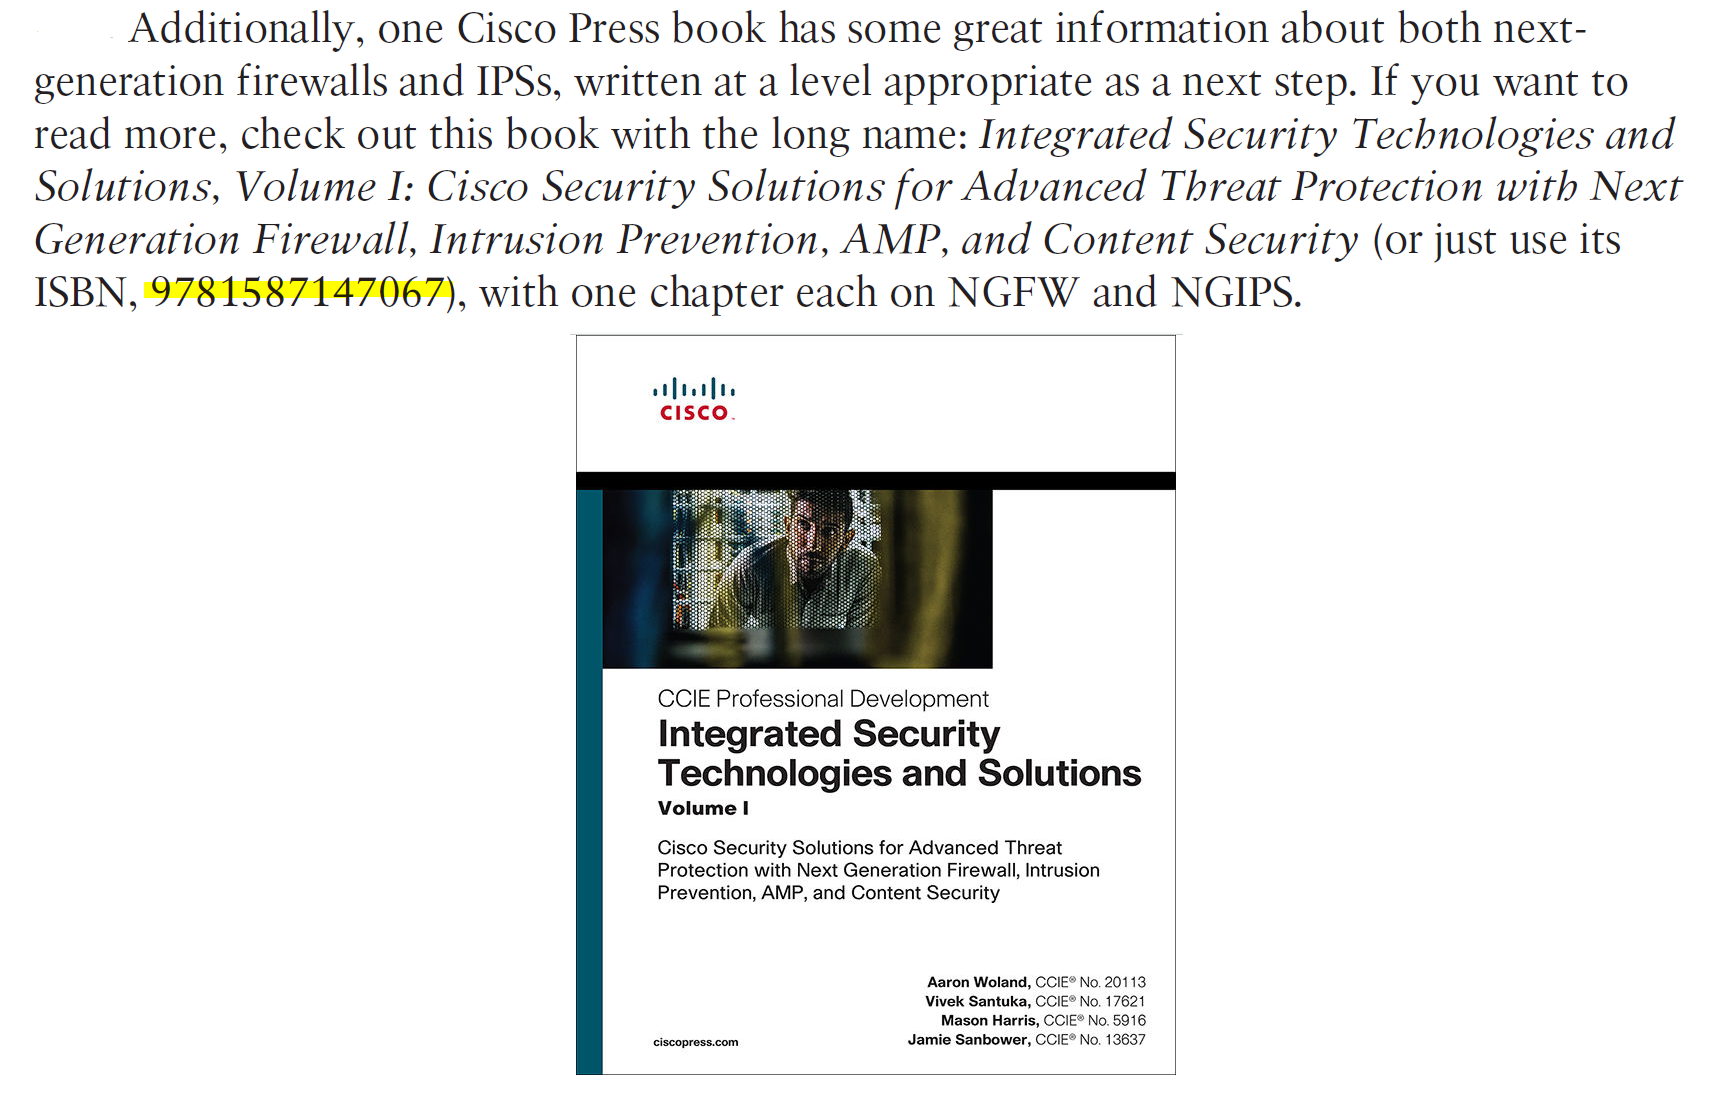 Additionally, one Cisco Press book has some great information about both next-
generation firewalls and IPSs, written at a level appropriate as a next step. If you want to
read more, check out this book with the long name: Integrated Security Technologies and
Solutions, Volume I: Cisco Security Solutions for Advanced Threat Protection with Next
Generation Firewall, Intrusion Prevention, AMP, and Content Security (or just use its
ISBN, 9781587147067), with one chapter each on NGFW and NGIPS.
CISCO
CCIE Professional Development
Integrated Security
Technologies and Solutions
Volume I
Cisco Security Solutions for Advanced Threat
Protection with Next Generation Firewall, Intrusion
Prevention, AMP, and Content Security
Aaron Woland, CCIE® No. 20113
Vivek Santuka, CCIE® No. 17621
Mason Harris, CCIE® No. 5916
Jamie Sanbower, CCIE® No. 13637
ciscopress.com